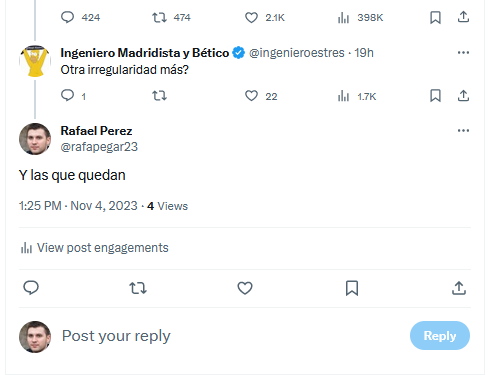 424 474 2.1K 398K
Ingeniero Madridista y Bético @ingenieroestres · 19h
Otra irregularidad más?
1 22 1.7K
Rafael Perez
@rafapegar23
Y las que quedan
1:25 PM · Nov 4, 2023 · 4 Views
View post engagements
Post your reply Reply